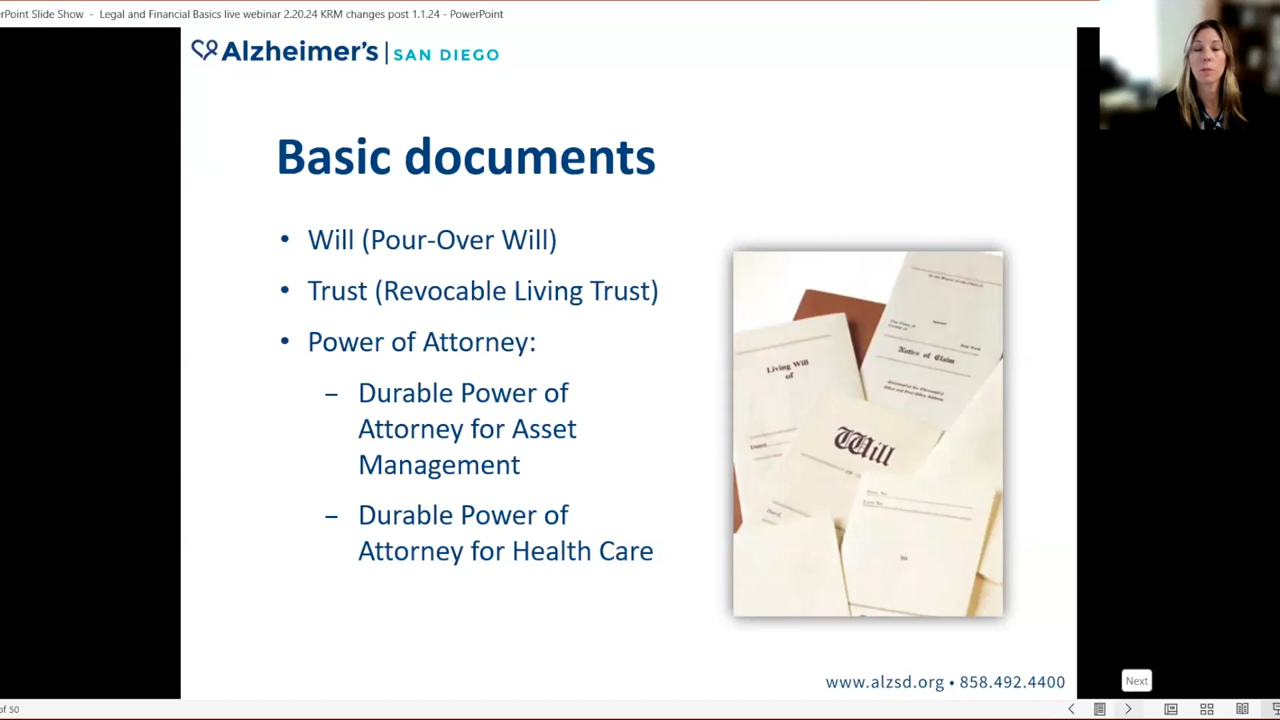 rPoint Slide Show - Legal and Financial Basics live webinar 2.20.24 KRM changes post 1.1.24 - PowerPoint
Alzheimer's | SAN DIEGO
Basic documents
• Will (Pour-Over Will)
• Trust (Revocable Living Trust)
• Power of Attorney:
– Durable Power of
Attorney for Asset
Management
– Durable Power of
Attorney for Health Care
Living Will
of
Notice of Claim
Will
www.alzsd.org • 858.492.4400
Next
of 50